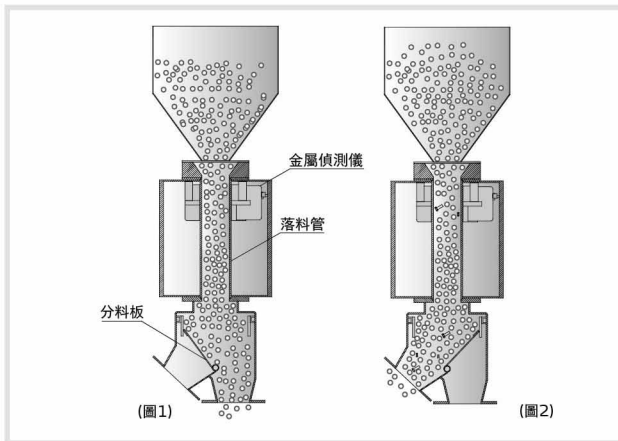 金屬偵測儀
落料管
分料板
(圖1)
(圖2)